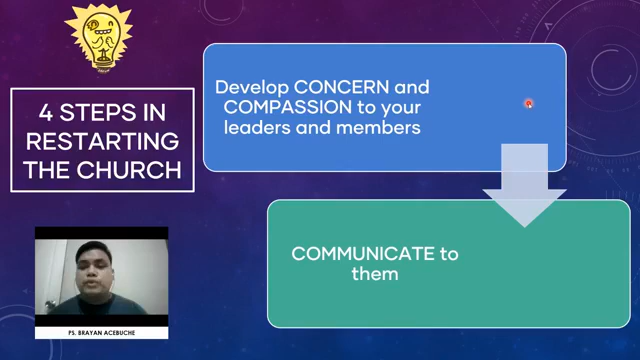 4 STEPS IN
RESTARTING
THE CHURCH
Develop CONCERN and
COMPASSION to your
leaders and members
COMMUNICATE to
them
PS. BRAYAN ACEBUCHE